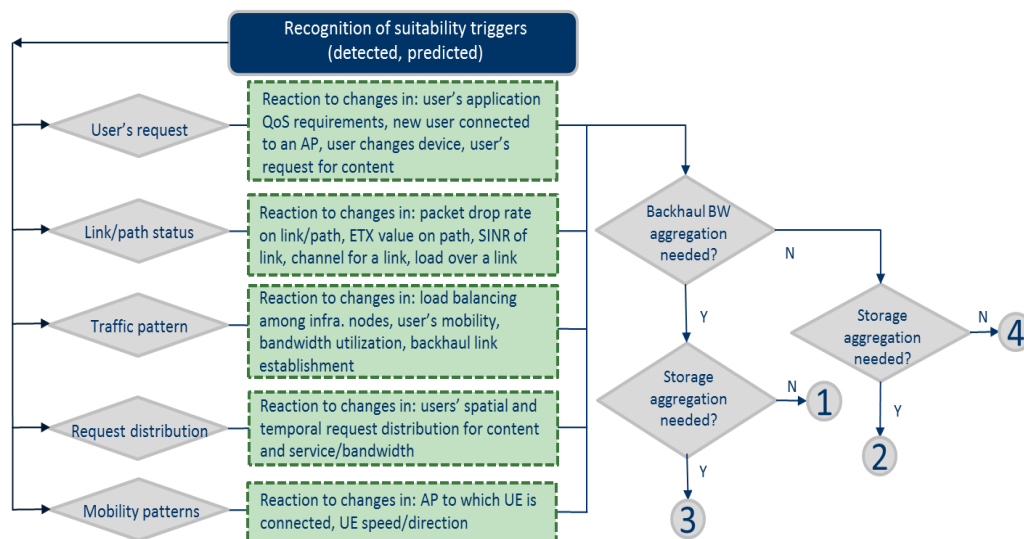 Recognition of suitability triggers
(detected, predicted)
User's request
Reaction to changes in: user's application
QoS requirements, new user connected
to an AP, user changes device, user's
request for content
Link/path status
Reaction to changes in: packet drop rate
on link/path, ETX value on path, SINR of
link, channel for a link, load over a link
Traffic pattern
Reaction to changes in: load balancing
among infra. nodes, user's mobility,
bandwidth utilization, backhaul link
establishment
Request distribution
Reaction to changes in: users' spatial and
temporal request distribution for content
and service/bandwidth
Mobility patterns
Reaction to changes in: AP to which UE is
connected, UE speed/direction
Backhaul BW
aggregation
needed?
N
Y
Storage
aggregation
needed?
N
1
Y
3
Storage
aggregation
needed?
N
4
Y
2